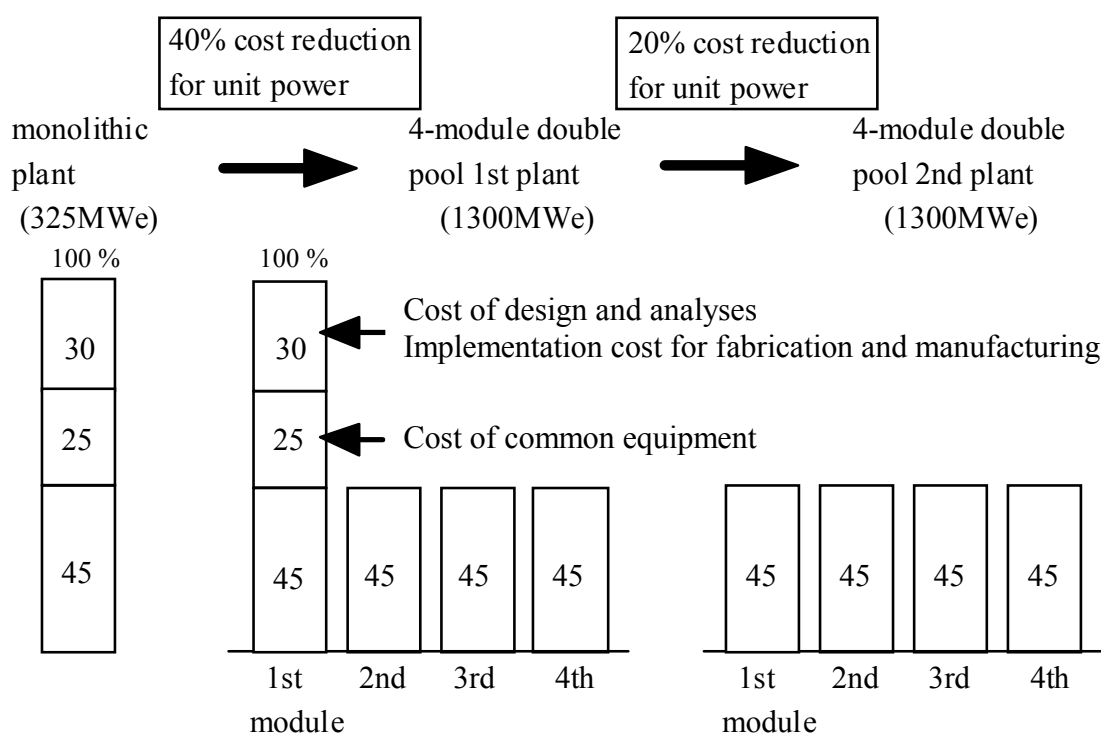 40% cost reduction
for unit power
20% cost reduction
for unit power
monolithic
plant
(325MWe)
4-module double
pool 1st plant
(1300MWe)
4-module double
pool 2nd plant
(1300MWe)
100 %
100 %
30
30
Cost of design and analyses
Implementation cost for fabrication and manufacturing
25
25
Cost of common equipment
45
45
45
45
45
45
45
45
45
1st
module
2nd
3rd
4th
1st
module
2nd
3rd
4th